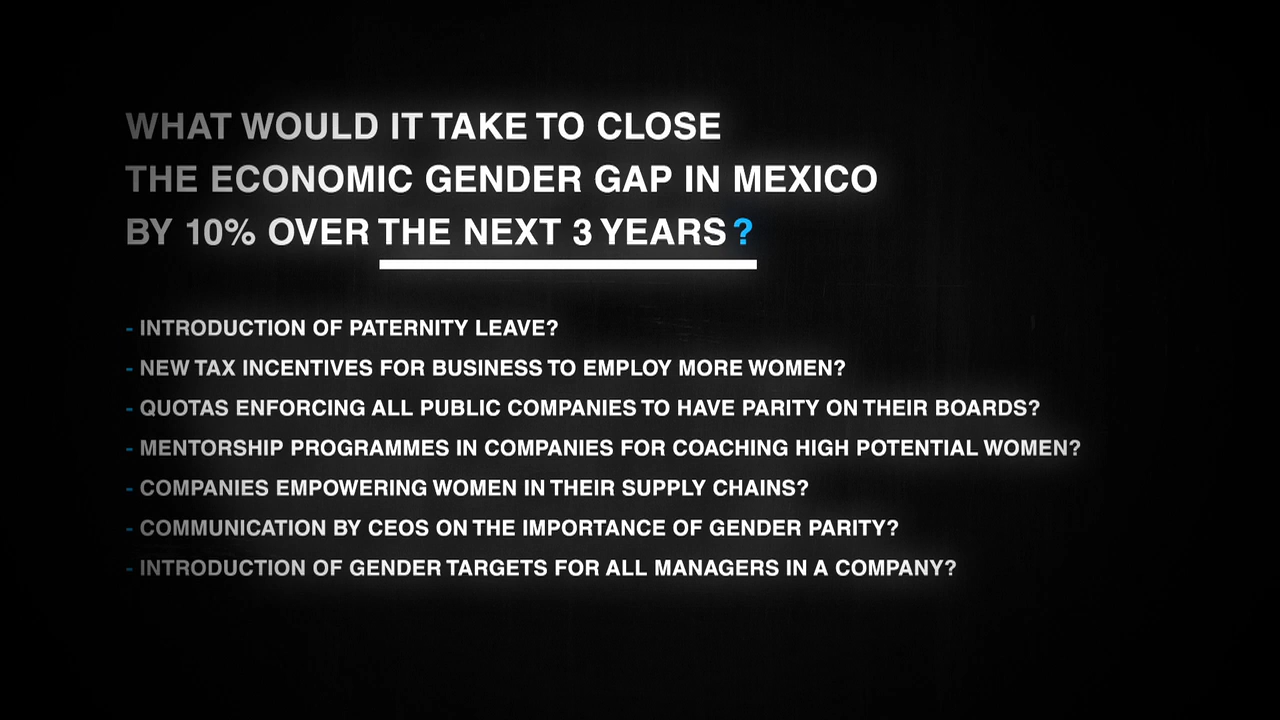 WHAT WOULD IT TAKE TO CLOSE
THE ECONOMIC GENDER GAP IN MEXICO
BY 10% OVER THE NEXT 3 YEARS?
- INTRODUCTION OF PATERNITY LEAVE?
- NEW TAX INCENTIVES FOR BUSINESS TO EMPLOY MORE WOMEN?
- QUOTAS ENFORCING ALL PUBLIC COMPANIES TO HAVE PARITY ON THEIR BOARDS?
- MENTORSHIP PROGRAMMES IN COMPANIES FOR COACHING HIGH POTENTIAL WOMEN?
- COMPANIES EMPOWERING WOMEN IN THEIR SUPPLY CHAINS?
- COMMUNICATION BY CEOS ON THE IMPORTANCE OF GENDER PARITY?
- INTRODUCTION OF GENDER TARGETS FOR ALL MANAGERS IN A COMPANY?